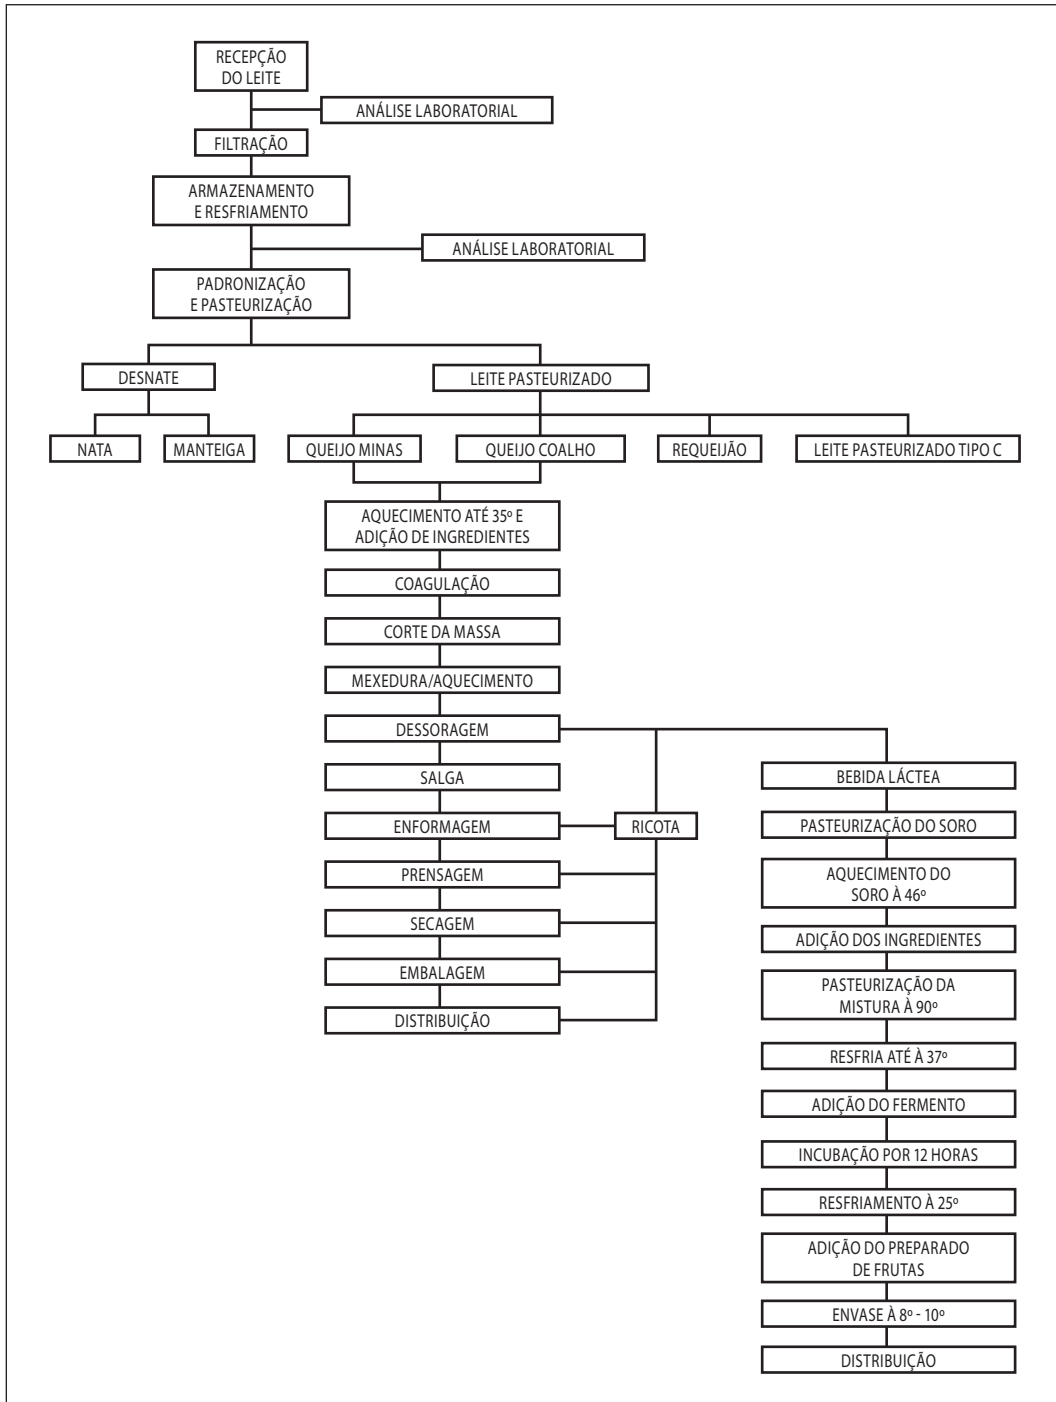 RECEPÇÃO
DO LEITE
ANÁLISE LABORATORIAL
FILTRAÇÃO
ARMAZENAMENTO
E RESFRIAMENTO
ANÁLISE LABORATORIAL
PADRONIZAÇÃO
E PASTEURIZAÇÃO
DESNATE
LEITE PASTEURIZADO
NATA
MANTEIGA
QUEIJO MINAS
QUEIJO COALHO
REQUEIJÃO
LEITE PASTEURIZADO TIPO C
AQUECIMENTO ATÉ 35º E
ADIÇÃO DE INGREDIENTES
COAGULAÇÃO
CORTE DA MASSA
MEXEDURA/AQUECIMENTO
DESSORAGEM
SALGA
ENFORMAGEM
PRENSAGEM
SECAGEM
EMBALAGEM
DISTRIBUIÇÃO
RICOTA
BEBIDA LÁCTEA
PASTEURIZAÇÃO DO SORO
AQUECIMENTO DO
SORO À 46º
ADIÇÃO DOS INGREDIENTES
PASTEURIZAÇÃO DA
MISTURA À 90º
RESFRIA ATÉ À 37º
ADIÇÃO DO FERMENTO
INCUBAÇÃO POR 12 HORAS
RESFRIAMENTO À 25º
ADIÇÃO DO PREPARADO
DE FRUTAS
ENVASE À 8º - 10º
DISTRIBUIÇÃO